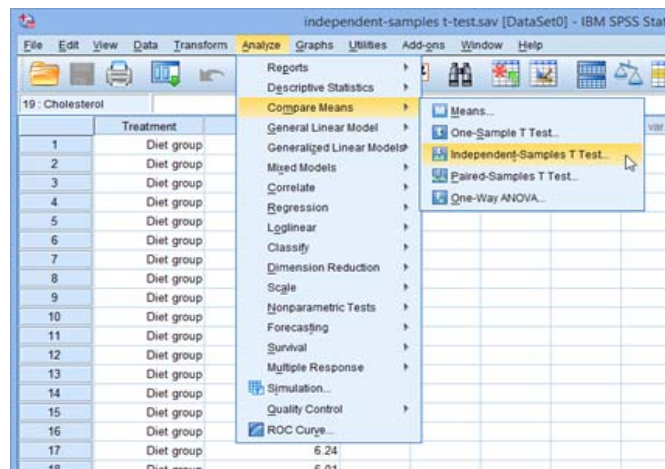 independent-samples t-test.sav [DataSet0] - IBM SPSS Stat
File Edit View Data Transform Analyze Graphs Utilities Add-ons Window Help
19 : Cholesterol
Treatment
var
1 Diet group
2 Diet group
3 Diet group
4 Diet group
5 Diet group
6 Diet group
7 Diet group
8 Diet group
9 Diet group
10 Diet group
11 Diet group
12 Diet group
13 Diet group
14 Diet group
15 Diet group
16 Diet group
17 Diet group 6.24
18 Diet group 6.01
Reports
Descriptive Statistics
Compare Means
General Linear Model
Generalized Linear Models
Mixed Models
Correlate
Regression
Loglinear
Classify
Dimension Reduction
Scale
Nonparametric Tests
Forecasting
Survival
Multiple Response
Simulation...
Quality Control
ROC Curve...
Means...
One-Sample T Test...
Independent-Samples T Test...
Paired-Samples T Test...
One-Way ANOVA...